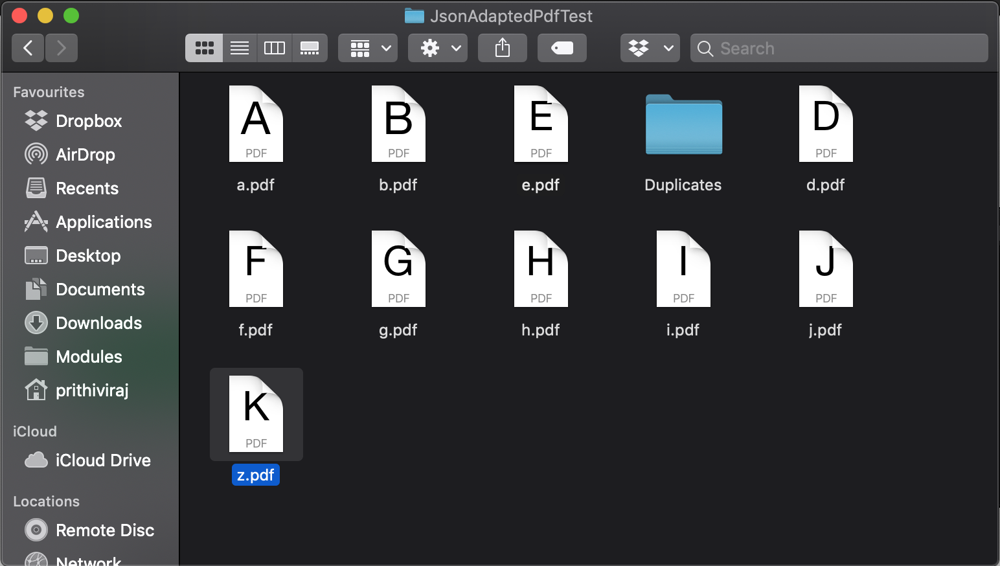 JsonAdaptedPdfTest
Search
Favourites
Dropbox
AirDrop
Recents
Applications
Desktop
Documents
Downloads
Modules
prithiviraj
iCloud
iCloud Drive
Locations
Remote Disc
Network
A B E D
PDF PDF PDF PDF
a.pdf b.pdf e.pdf Duplicates d.pdf
F G H I J
PDF PDF PDF PDF PDF
f.pdf g.pdf h.pdf i.pdf j.pdf
K
PDF
z.pdf